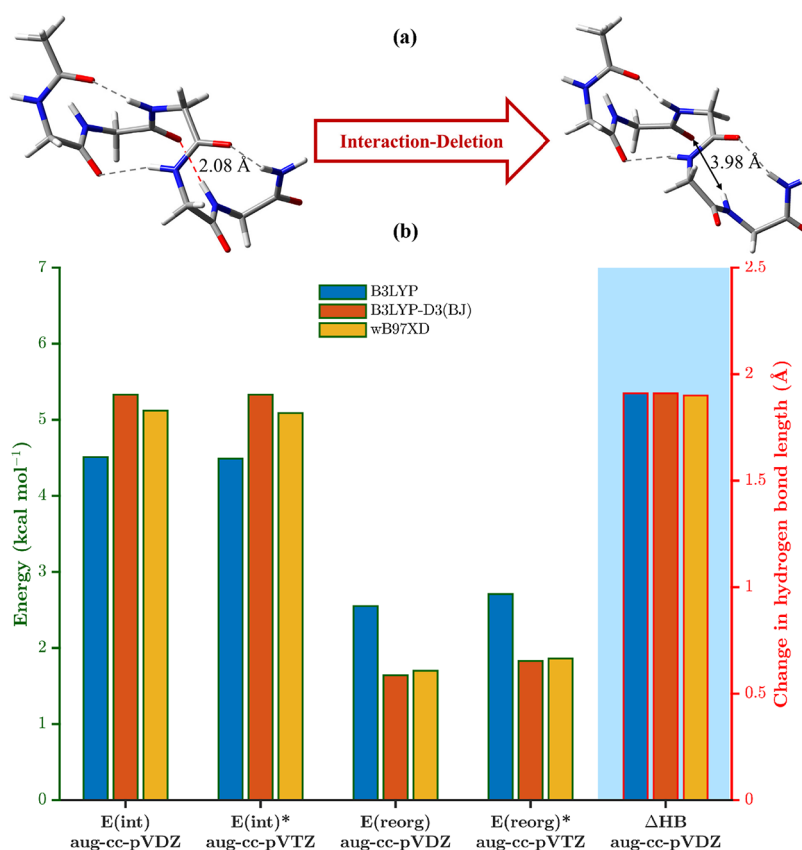 (a)
2.08 Å
Interaction-Deletion
3.98 Å
(b)
7
6
5
4
3
2
1
0
Energy (kcal mol⁻¹)
B3LYP
B3LYP-D3(BJ)
wB97XD
2.5
2
1.5
1
0.5
0
Change in hydrogen bond length (Å)
E(int)
aug-cc-pVDZ
E(int)*
aug-cc-pVTZ
E(reorg)
aug-cc-pVDZ
E(reorg)*
aug-cc-pVTZ
ΔHB
aug-cc-pVDZ